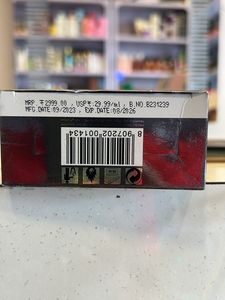 MRP ₹2999.00 , USP₹:29.99/ml , B.NO.B231239
MFG.DATE:09/2023 , EXP.DATE:08/2026
8 907202 001434